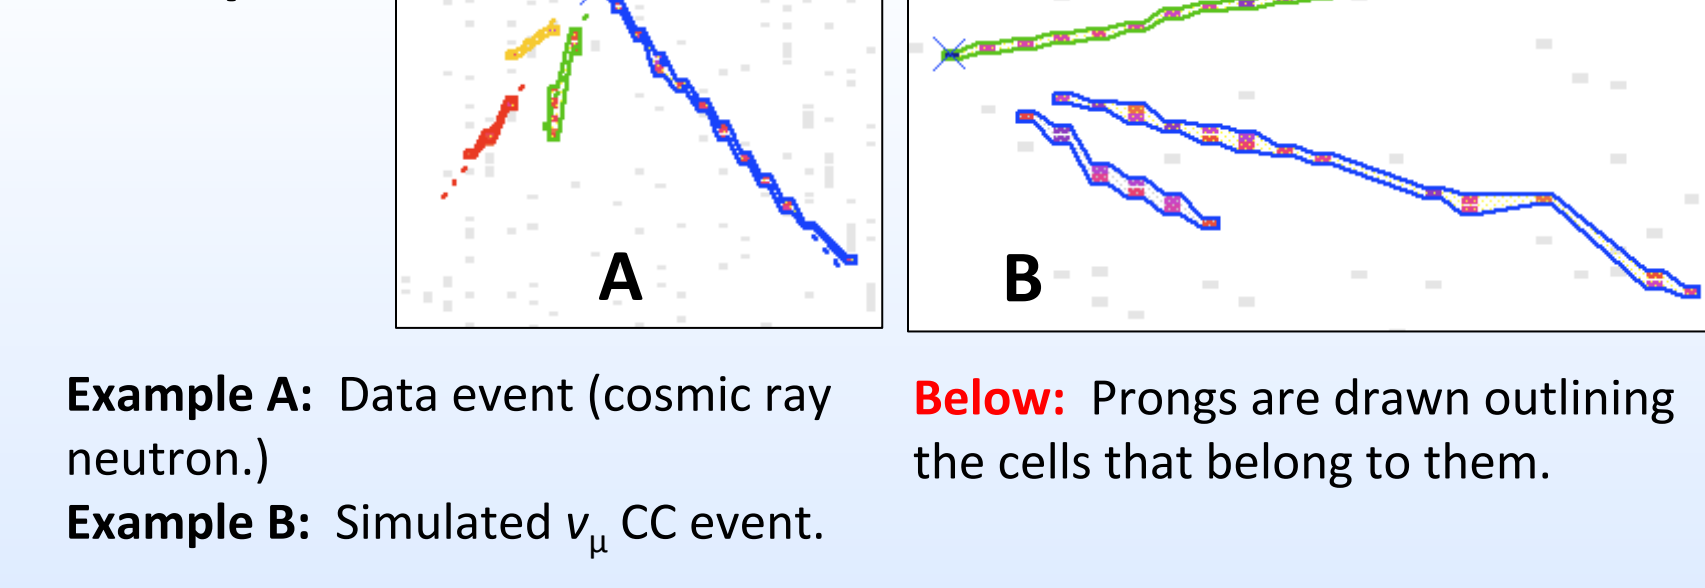 A
B
Example A: Data event (cosmic ray
neutron.)
Example B: Simulated νμ CC event.
Below: Prongs are drawn outlining
the cells that belong to them.